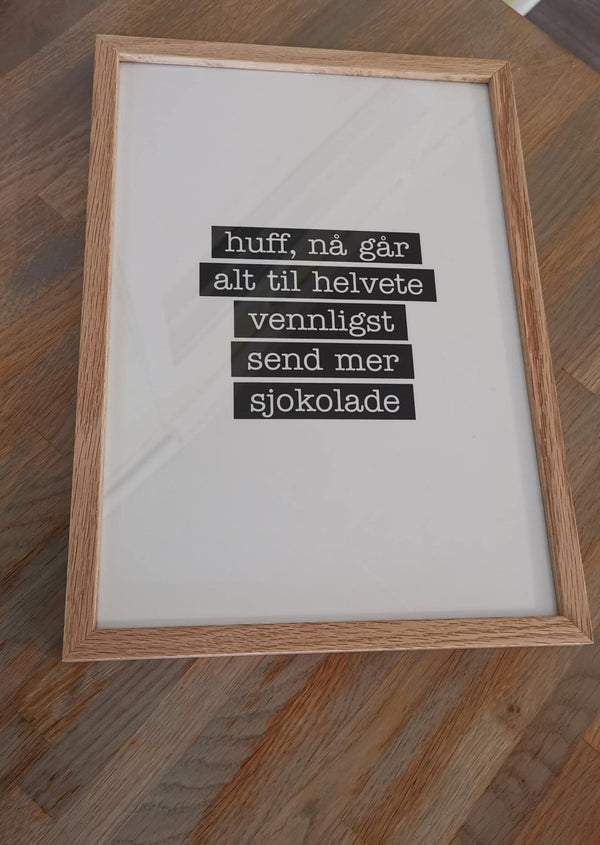 huff, nå går
alt til helvete
vennligst
send mer
sjokolade